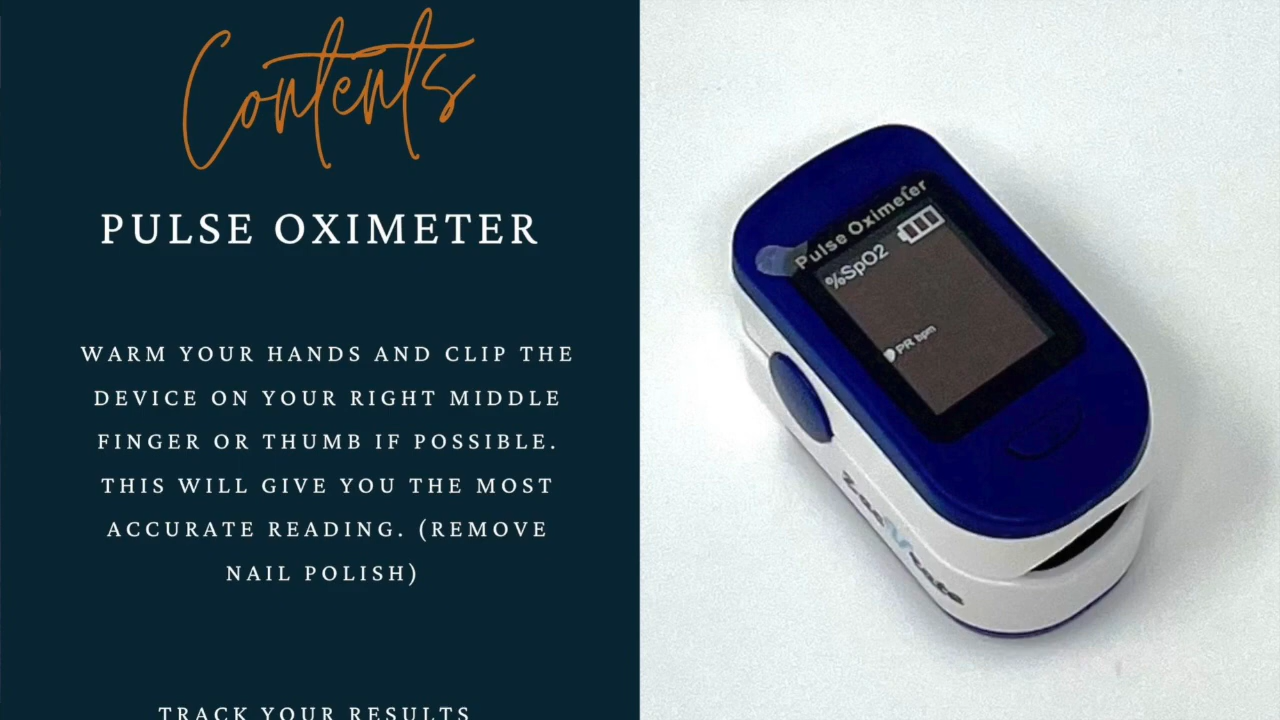 Contents
PULSE OXIMETER
WARM YOUR HANDS AND CLIP THE
DEVICE ON YOUR RIGHT MIDDLE
FINGER OR THUMB IF POSSIBLE.
THIS WILL GIVE YOU THE MOST
ACCURATE READING. (REMOVE
NAIL POLISH)
TRACK YOUR RESULTS
Pulse Oximeter
%SpO2
PR bpm